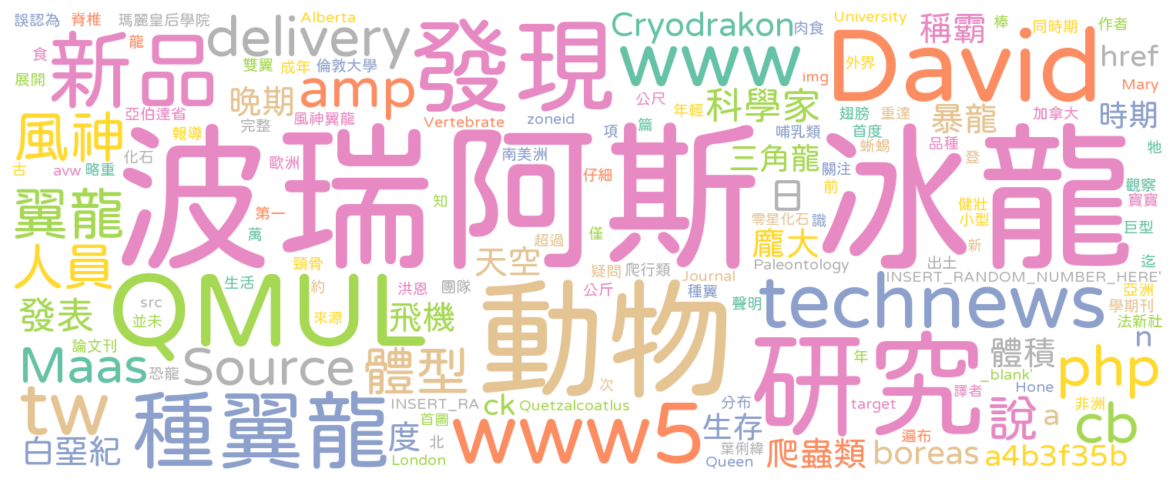 誤認為 脊椎 瑪麗皇后學院 Alberta University 棒 同時期 作者
食 新品 龍 delivery 發現 Cryodrakon 肉食 www David 稱霸 href
展開 雙翼 成年 倫敦大學 外界 img Mary
晚期 amp 公尺 年輕 科學家 翅膀 重達 暴龍 加拿大 時期
亞伯達省 風神翼龍 Vertebrate zoneid 哺乳類 首度
風神 報導 完整 項 篇 蜥蜴 品種 牠
化石 歐洲 南美洲 三角龍 關注 登
古 avw 略重 波瑞阿斯 冰龍 觀察
翼龍 第一 知 仔細 日 前 健壯 寶寶
萬 僅 零星化石 識 小型 巨型
人員 超過 龐大 新
頸骨 天空 疑問 爬行類 Journal Paleontology 出土 迄
生活 約 洪恩 團隊 公斤 種翼 INSERT_RANDOM_NUMBER_HERE'
發表 src QMUL 飛機 動物 聲明 technews 亞洲
並未 來源 學期刊
論文刊 法新社
Maas 恐龍 Source 體型 研究 體積 n
年 _blank' php
tw 種翼龍 INSERT_RA ck 次 Quetzalcoatlus 分布 target 譯者 Hone
首圖 www5 生存 說 a 非洲 cb
白堊紀 度 北 葉俐緯 遍布
London Queen 爬蟲類 boreas a4b3f35b